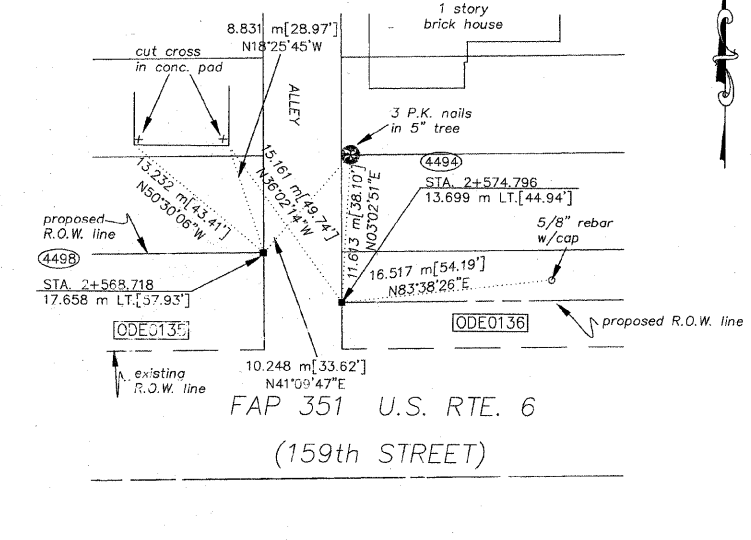 1 story
brick house
8.831 m[28.97']
N18°25'45"W
cut cross
in conc. pad
ALLEY
3 P.K. nails
in 5" tree
13.232 m[43.41']
N50°30'06"W
15.161 m[49.74']
N36°02'14"W
11.613 m[38.10']
N03°02'51"E
4494
STA. 2+574.796
13.699 m LT.[44.94']
5/8" rebar
w/cap
proposed
R.O.W. line
4498
STA. 2+568.718
17.658 m LT.[57.93']
16.517 m[54.19']
N83°38'26"E
ODE0135
ODE0136
proposed R.O.W. line
existing
R.O.W. line
10.248 m[33.62']
N41°09'47"E
FAP 351 U.S. RTE. 6
(159th STREET)